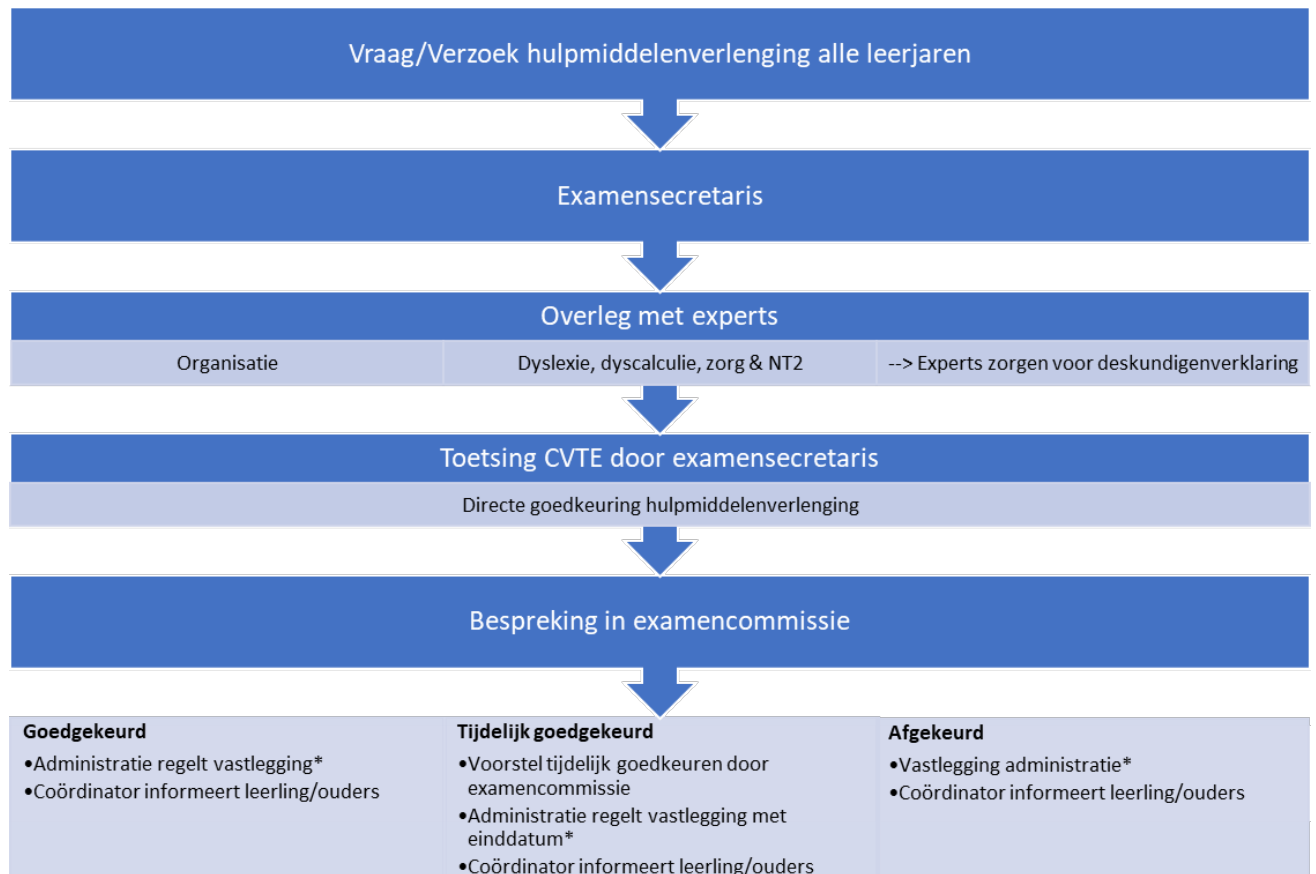 Vraag/Verzoek hulpmiddelenverlenging alle leerjaren
Examensecretaris
Overleg met experts
Organisatie
Dyslexie, dyscalculie, zorg & NT2
--> Experts zorgen voor deskundigenverklaring
Toetsing CVTE door examensecretaris
Directe goedkeuring hulpmiddelenverlenging
Bespreking in examencommissie
Goedgekeurd
•Administratie regelt vastlegging*
•Coördinator informeert leerling/ouders
Tijdelijk goedgekeurd
•Voorstel tijdelijk goedkeuren door
examencommissie
•Administratie regelt vastlegging met
einddatum*
•Coördinator informeert leerling/ouders
Afgekeurd
•Vastlegging administratie*
•Coördinator informeert leerling/ouders